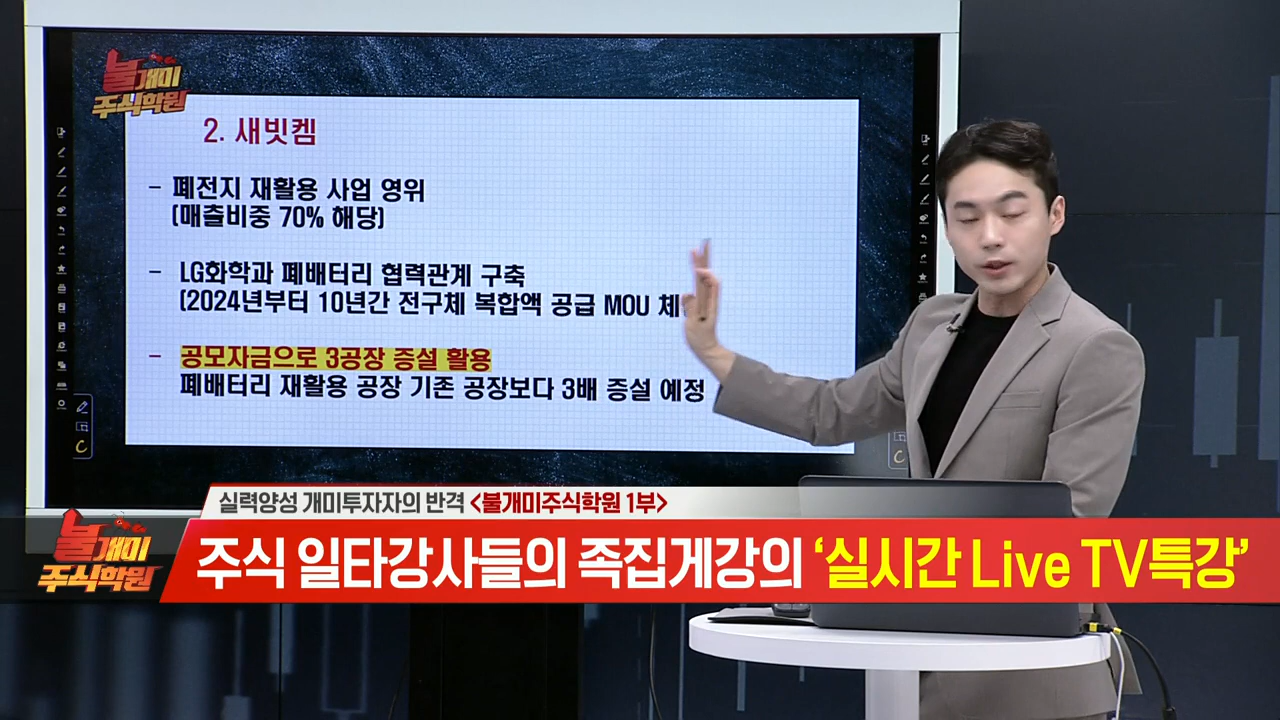 불개미
주식학원
2. 새빗켐
- 폐전지 재활용 사업 영위
(매출비중 70% 해당)
- LG화학과 폐배터리 협력관계 구축
(2024년부터 10년간 전구체 복합액 공급 MOU
- 공모자금으로 3공장 증설 활용
폐배터리 재활용 공장 기존 공장보다 3배 증설 예정
실력양성 개미투자자의 반격 <불개미주식학원 1부>
불개미
주식학원
주식 일타강사들의 족집게강의 ‘실시간 Live TV특강’